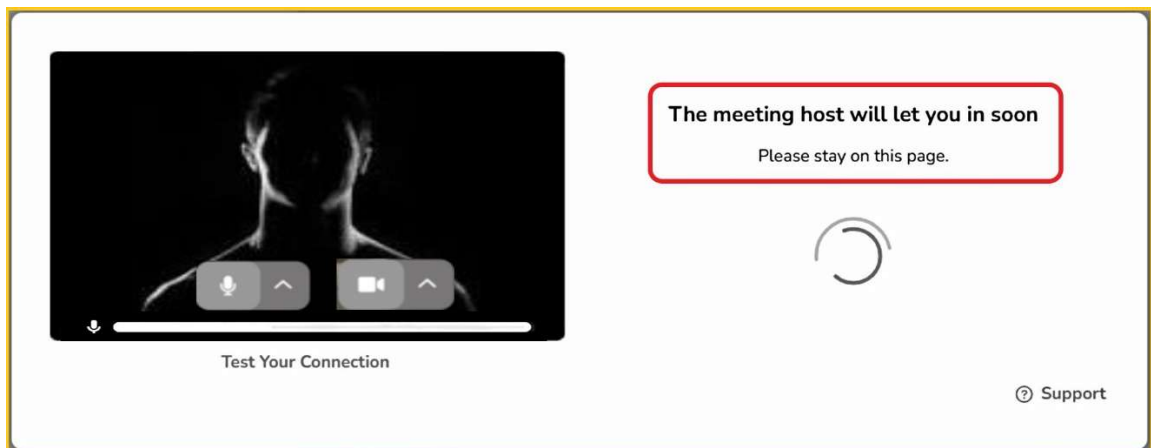 The meeting host will let you in soon
Please stay on this page.
Test Your Connection
Support